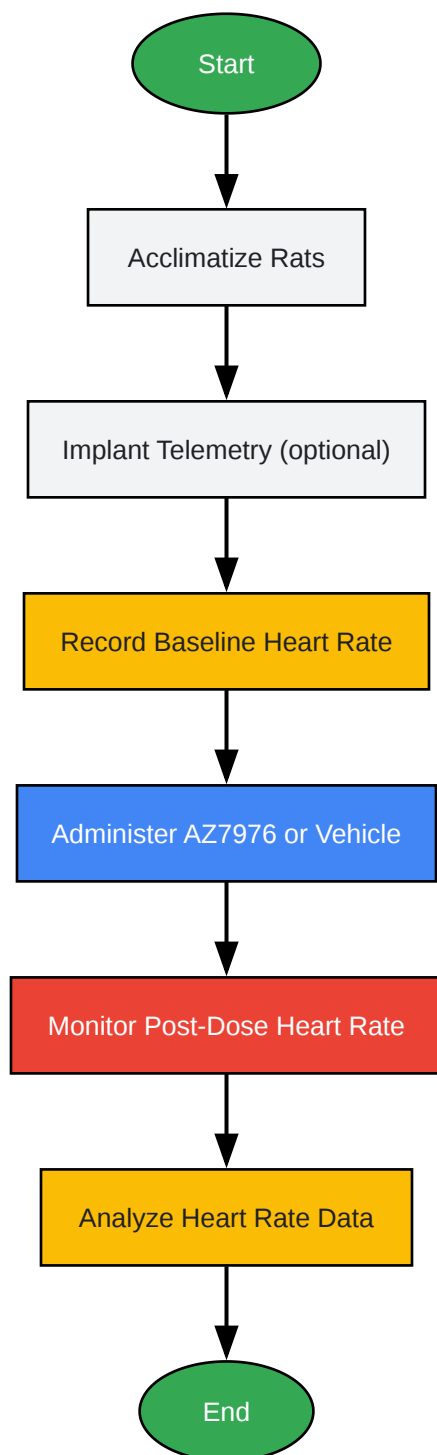 Start
Acclimatize Rats
Implant Telemetry (optional)
Record Baseline Heart Rate
Administer AZ7976 or Vehicle
Monitor Post-Dose Heart Rate
Analyze Heart Rate Data
End